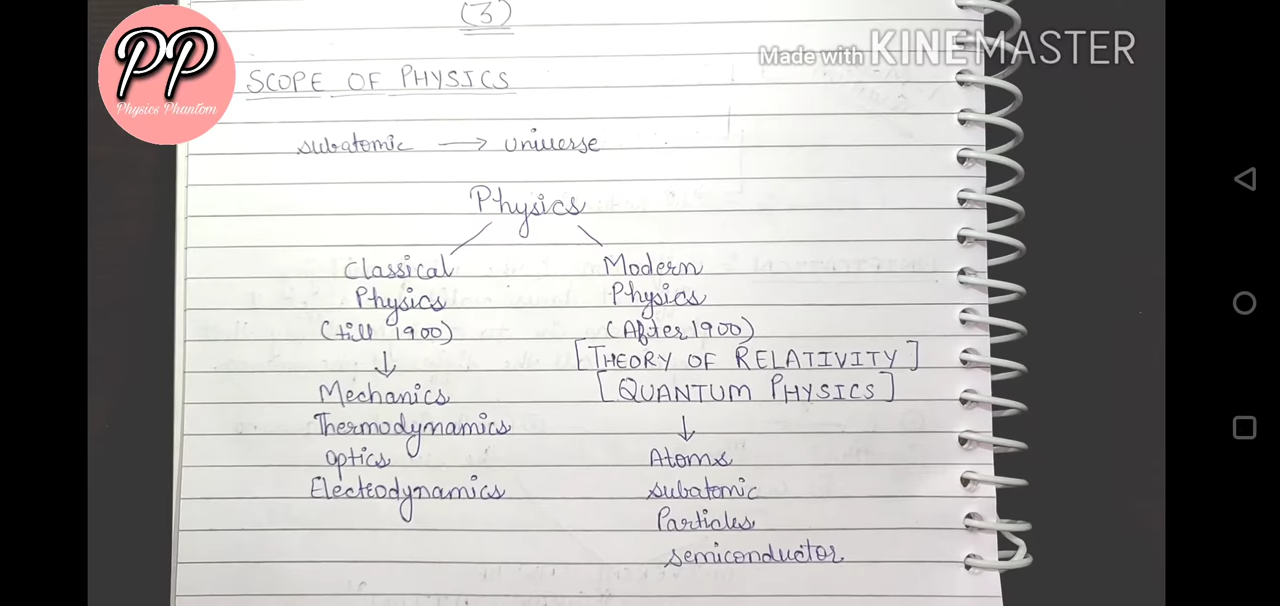 (3)
PP
Physics Phantom
Made with KINEMASTER
SCOPE OF PHYSICS
subatomic → universe
Physics
Classical Physics (till 1900)
↓
Mechanics
Thermodynamics
optics
Electrodynamics
Modern Physics (After 1900)
[THEORY OF RELATIVITY]
[QUANTUM PHYSICS]
↓
Atoms
subatomic
Particles
semiconductor